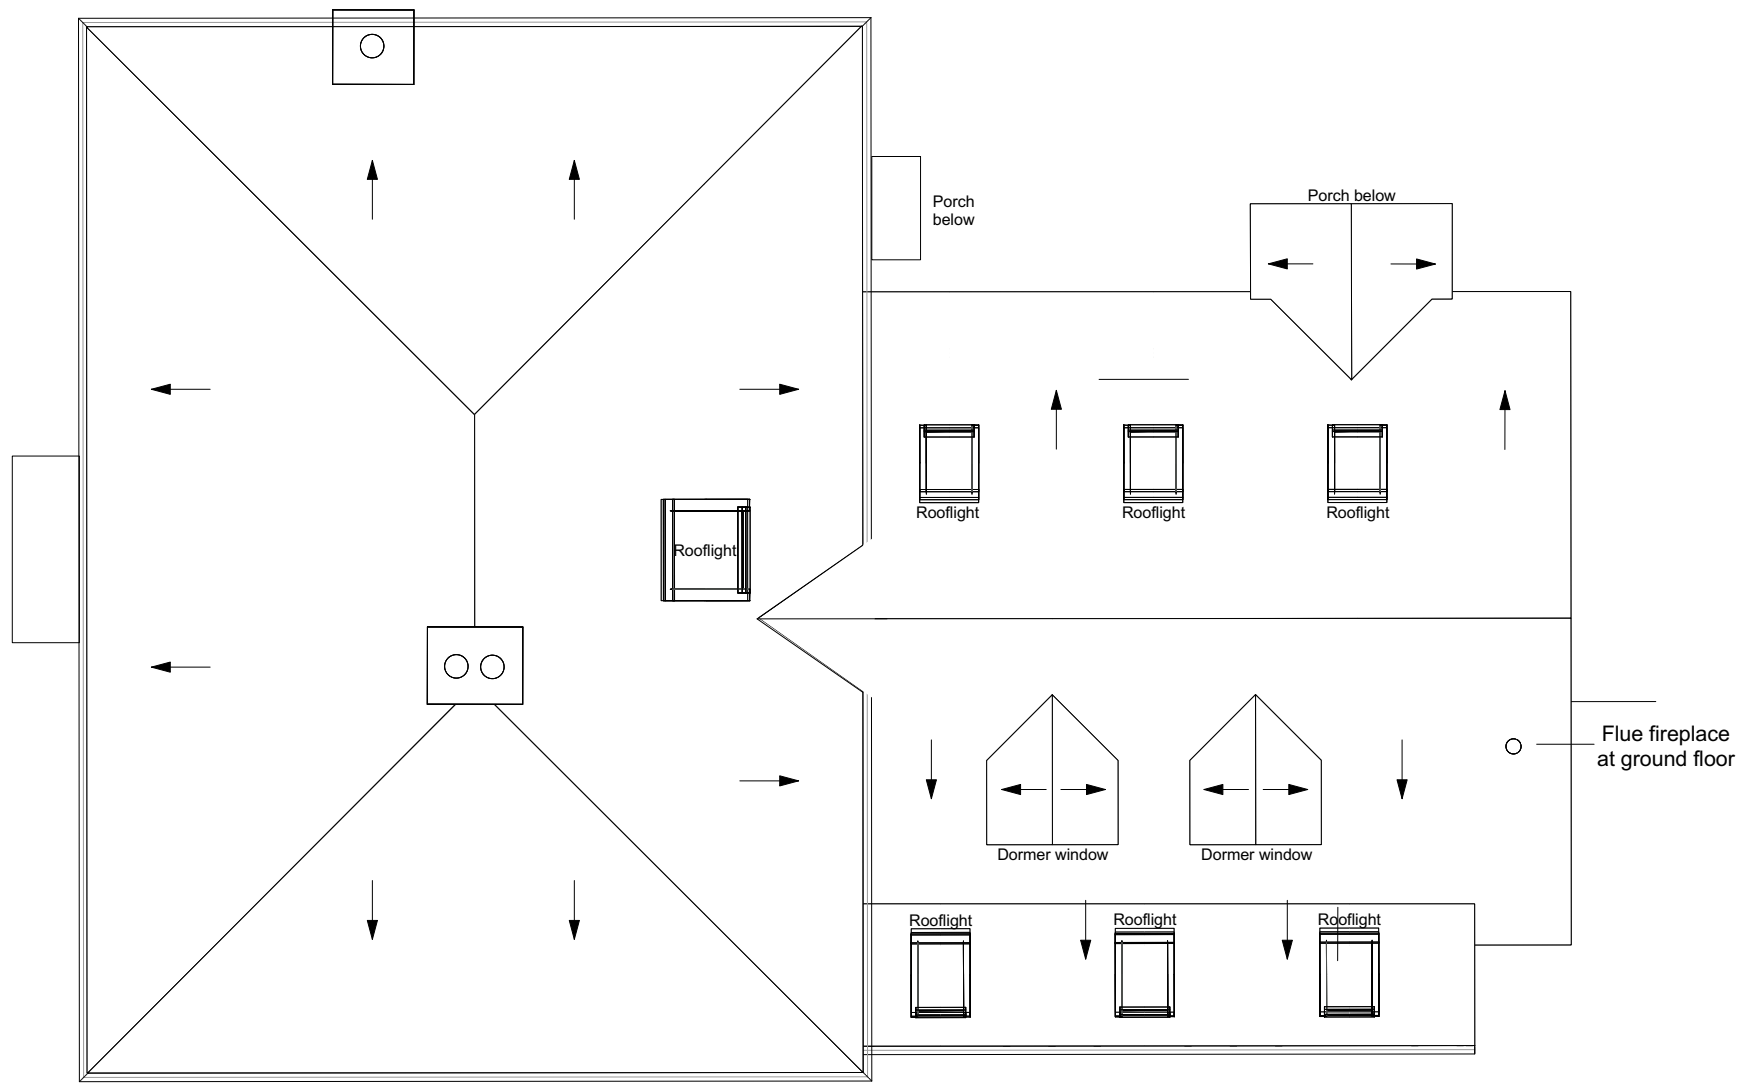 Porch below
Porch
below
Rooflight
Rooflight
Rooflight
Rooflight
Flue fireplace
at ground floor
Dormer window
Dormer window
Rooflight
Rooflight
Rooflight